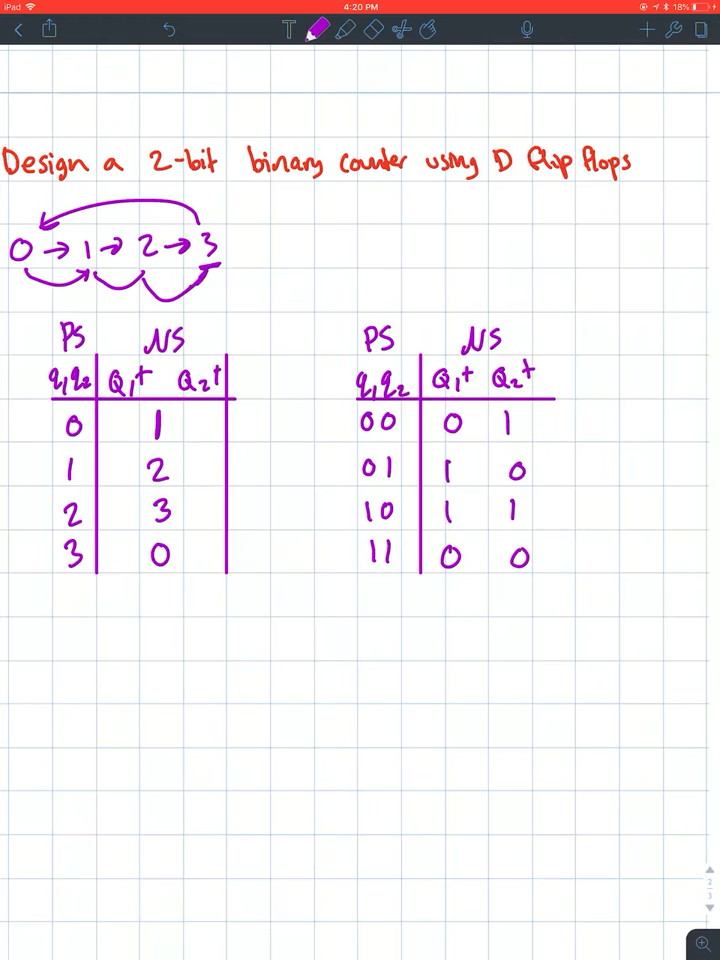 iPad 4:20 PM 18%
T
Design a 2-bit binary counter using D flip flops
0 → 1 → 2 → 3
PS NS
q₁q₂ Q₁⁺ Q₂⁺
0 1
1 2
2 3
3 0
PS NS
q₁q₂ Q₁⁺ Q₂⁺
00 0 1
01 1 0
10 1 1
11 0 0
2
3